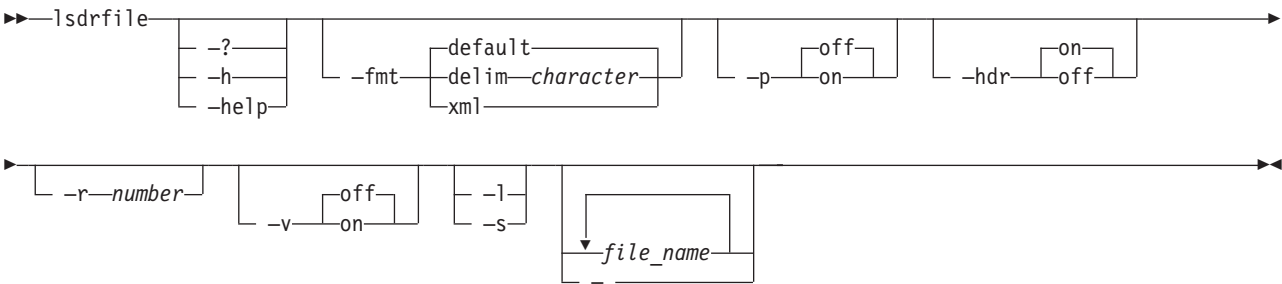 lsdrfile
–?
–h
–help
–fmt
default
delim character
xml
–p
off
on
–hdr
on
off
–r number
–v
off
on
–l
–s
file_name
–